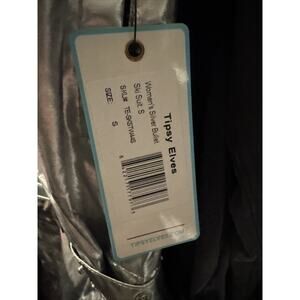 Tipsy Elves
Women's Silver Bullet
Ski Suit: S
SIZE: S
TIPSYELVES.COM